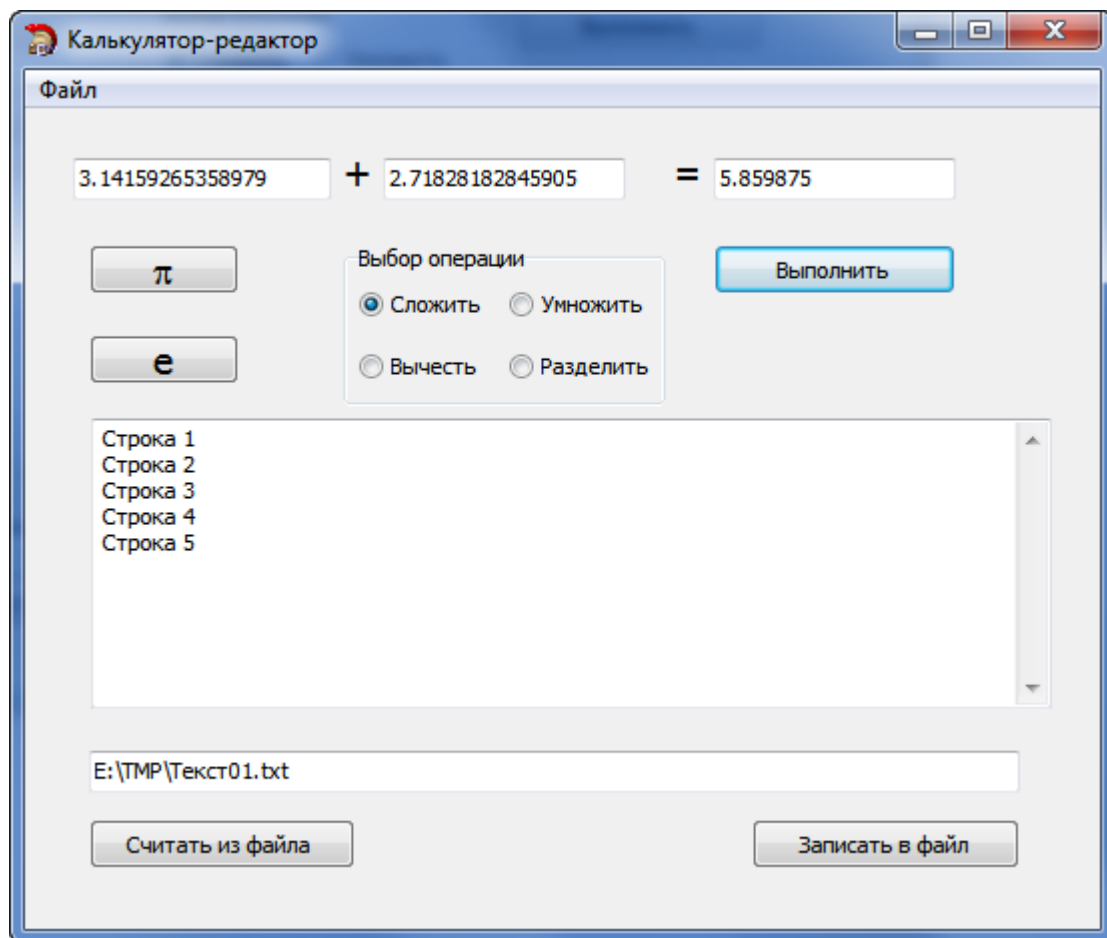 Калькулятор-редактор
Файл
3.14159265358979 + 2.71828182845905 = 5.859875
π
Выбор операции
Выполнить
Сложить Умножить
e
Вычесть Разделить
Строка 1
Строка 2
Строка 3
Строка 4
Строка 5
E:\TMP\Текст01.txt
Считать из файла Записать в файл